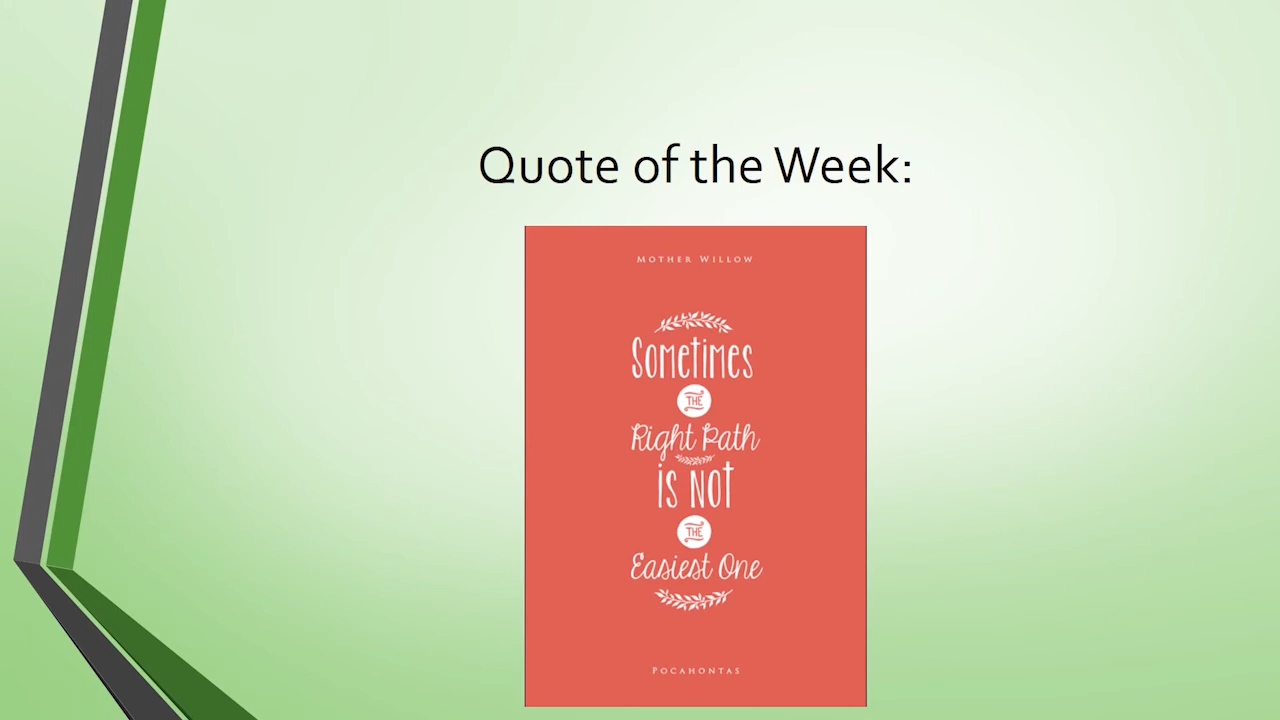 Quote of the Week:
MOTHER WILLOW
SOMETIMES
THE
Right Path
IS NOT
THE
Easiest One
POCAHONTAS